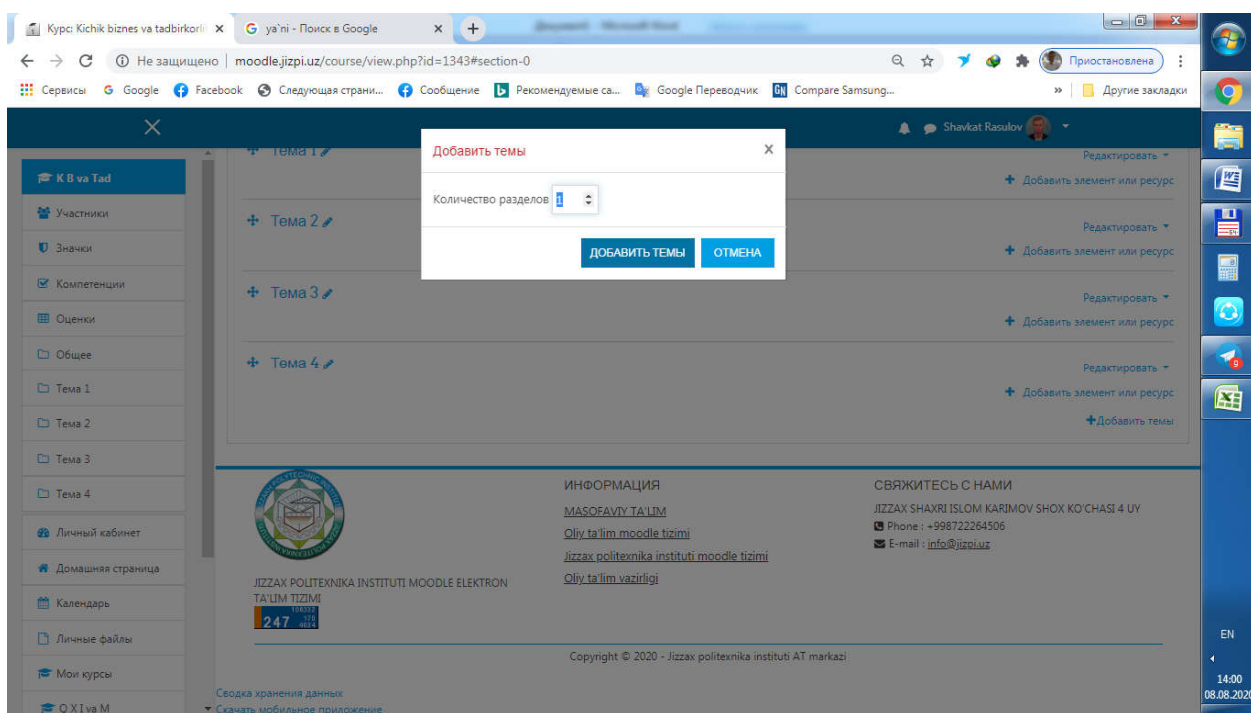 Курс: Kichik biznes va tadbirkorli
ya`ni - Поиск в Google
Не защищено | moodle.jizpi.uz/course/view.php?id=1343#section-0
Приостановлена
Сервисы Google Facebook Следующая страни... Сообщение Рекомендуемые са... Google Переводчик Compare Samsung... » Другие закладки
Shavkat Rasulov
Добавить темы
Количество разделов 1
ДОБАВИТЬ ТЕМЫ ОТМЕНА
K B va Tad
Участники
Значки
Компетенции
Оценки
Общее
Тема 1
Тема 2
Тема 3
Тема 4
Личный кабинет
Домашняя страница
Календарь
Личные файлы
Мои курсы
O X I va M
Тема 1
Редактировать
Добавить элемент или ресурс
Тема 2
Редактировать
Добавить элемент или ресурс
Тема 3
Редактировать
Добавить элемент или ресурс
Тема 4
Редактировать
Добавить элемент или ресурс
Добавить темы
JIZZAX POLITEXNIKA INSTITUTI MOODLE ELEKTRON
TA'LIM TIZIMI
247
ИНФОРМАЦИЯ
MASOFAVIY TA'LIM
Oliy ta'lim moodle tizimi
Jizzax politexnika instituti moodle tizimi
Oliy ta'lim vazirligi
СВЯЖИТЕСЬ С НАМИ
JIZZAX SHAXRI ISLOM KARIMOV SHOX KO'CHASI 4 UY
Phone : +998722264506
E-mail : info@jizpi.uz
Copyright © 2020 - Jizzax politexnika instituti AT markazi
Сводка хранения данных
Скачать мобильное приложение
EN
14:00
08.08.2020